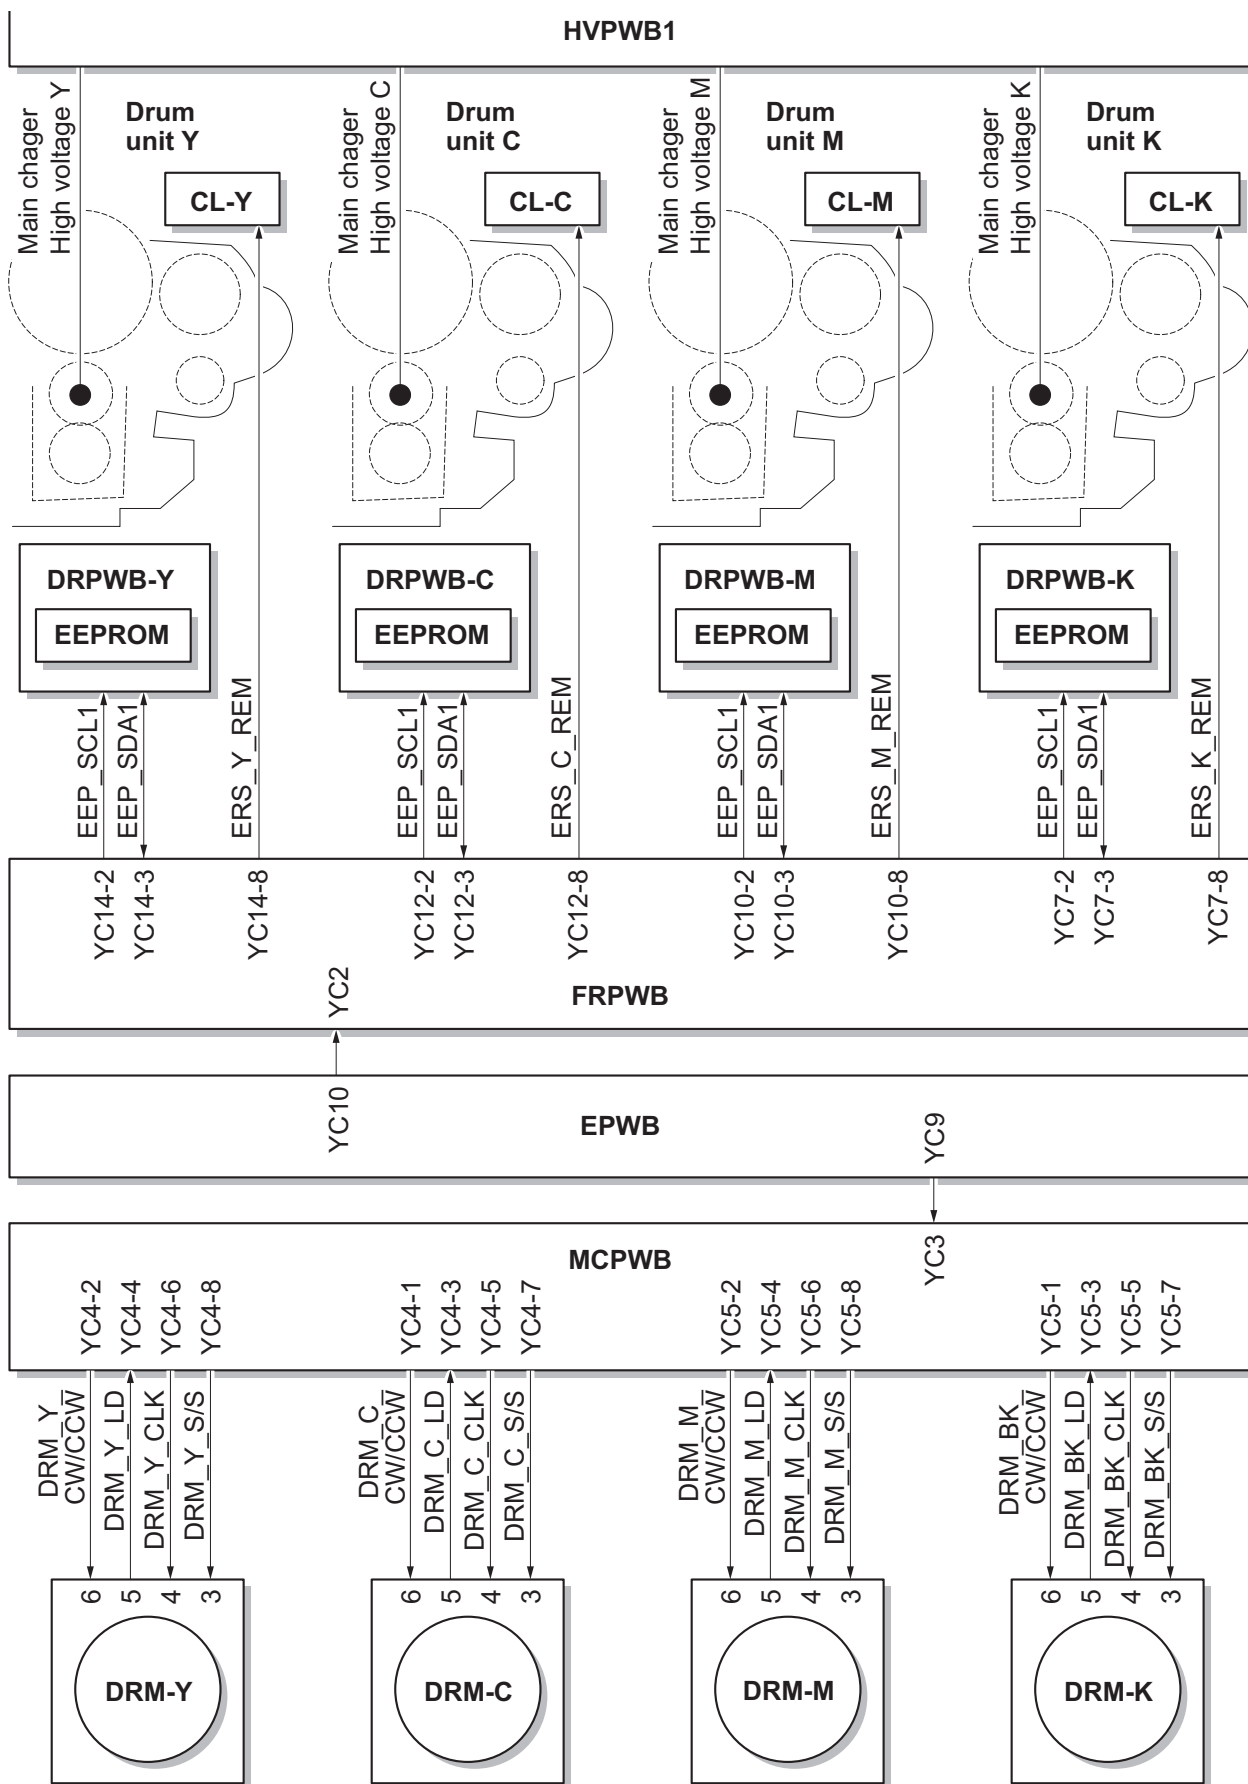 HVPWB1
Main chager
High voltage Y
Drum
unit Y
CL-Y
Main chager
High voltage C
Drum
unit C
CL-C
Main chager
High voltage M
Drum
unit M
CL-M
Main chager
High voltage K
Drum
unit K
CL-K
DRPWB-Y
EEPROM
DRPWB-C
EEPROM
DRPWB-M
EEPROM
DRPWB-K
EEPROM
EEP_SCL1
EEP_SDA1
ERS_Y_REM
EEP_SCL1
EEP_SDA1
ERS_C_REM
EEP_SCL1
EEP_SDA1
ERS_M_REM
EEP_SCL1
EEP_SDA1
ERS_K_REM
YC14-2
YC14-3
YC14-8
YC12-2
YC12-3
YC12-8
YC10-2
YC10-3
YC10-8
YC7-2
YC7-3
YC7-8
YC2
FRPWB
YC10
EPWB
YC9
MCPWB
YC3
YC4-2
YC4-4
YC4-6
YC4-8
YC4-1
YC4-3
YC4-5
YC4-7
YC5-2
YC5-4
YC5-6
YC5-8
YC5-1
YC5-3
YC5-5
YC5-7
DRM_Y_
CW/CCW
DRM_Y_LD
DRM_Y_CLK
DRM_Y_S/S
DRM_C_
CW/CCW
DRM_C_LD
DRM_C_CLK
DRM_C_S/S
DRM_M_
CW/CCW
DRM_M_LD
DRM_M_CLK
DRM_M_S/S
DRM_BK_
CW/CCW
DRM_BK_LD
DRM_BK_CLK
DRM_BK_S/S
6
5
4
3
6
5
4
3
6
5
4
3
6
5
4
3
DRM-Y
DRM-C
DRM-M
DRM-K